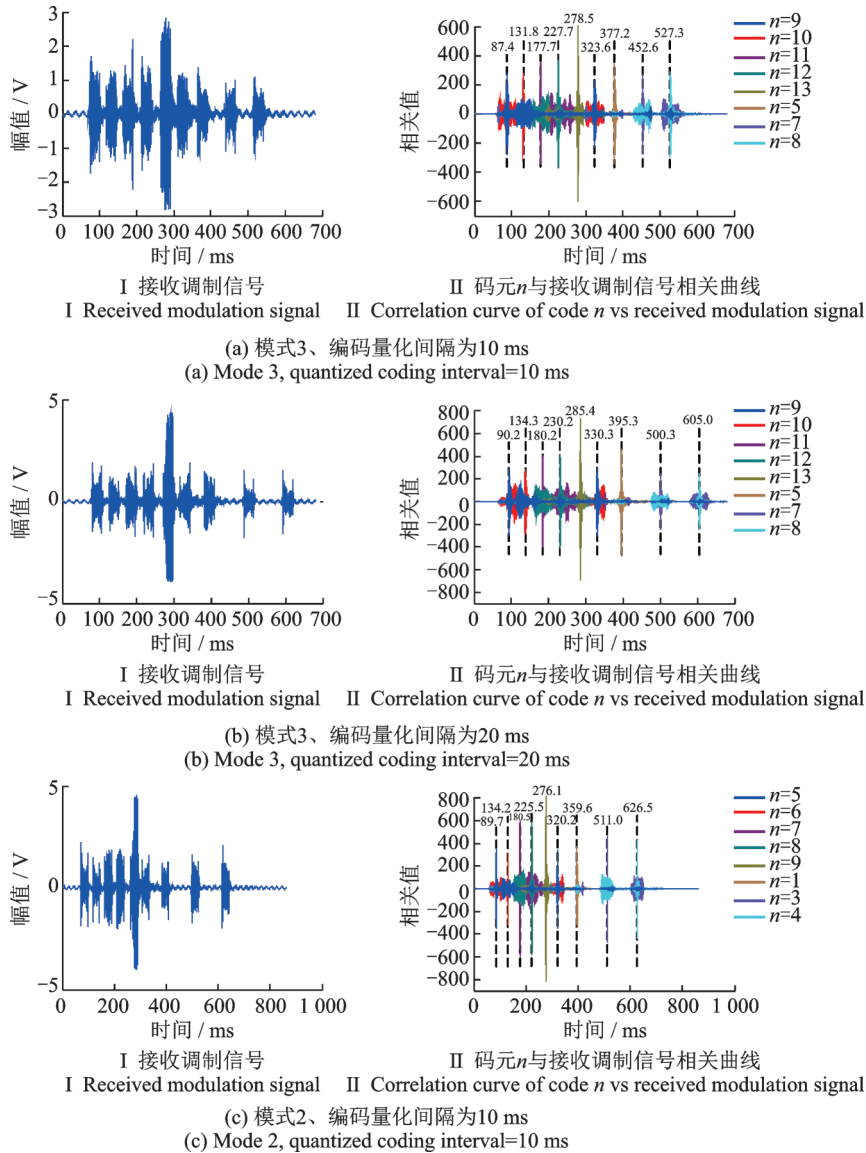 3
2
1
0
−1
−2
−3
幅值 / V
0 100 200 300 400 500 600 700
时间 / ms
Ⅰ 接收调制信号
Ⅰ Received modulation signal
600
400
200
0
−200
−400
−600
相关值
278.5
131.8 227.7 377.2 527.3
87.4 177.7 323.6 452.6
n=9
n=10
n=11
n=12
n=13
n=5
n=7
n=8
0 100 200 300 400 500 600 700
时间 / ms
Ⅱ 码元n与接收调制信号相关曲线
Ⅱ Correlation curve of code n vs received modulation signal
(a) 模式3、编码量化间隔为10 ms
(a) Mode 3, quantized coding interval=10 ms
5
0
−5
幅值 / V
0 100 200 300 400 500 600 700
时间 / ms
Ⅰ 接收调制信号
Ⅰ Received modulation signal
800
600
400
200
0
−200
−400
−600
−800
相关值
285.4
134.3 230.2 395.3 605.0
90.2 180.2 330.3 500.3
n=9
n=10
n=11
n=12
n=13
n=5
n=7
n=8
0 100 200 300 400 500 600 700
时间 / ms
Ⅱ 码元n与接收调制信号相关曲线
Ⅱ Correlation curve of code n vs received modulation signal
(b) 模式3、编码量化间隔为20 ms
(b) Mode 3, quantized coding interval=20 ms
5
0
−5
幅值 / V
0 200 400 600 800 1 000
时间 / ms
Ⅰ 接收调制信号
Ⅰ Received modulation signal
800
600
400
200
0
−200
−400
−600
−800
相关值
276.1
134.2 225.5 359.6 626.5
89.7 180.5 320.2 511.0
n=5
n=6
n=7
n=8
n=9
n=1
n=3
n=4
0 200 400 600 800 1 000
时间 / ms
Ⅱ 码元n与接收调制信号相关曲线
Ⅱ Correlation curve of code n vs received modulation signal
(c) 模式2、编码量化间隔为10 ms
(c) Mode 2, quantized coding interval=10 ms